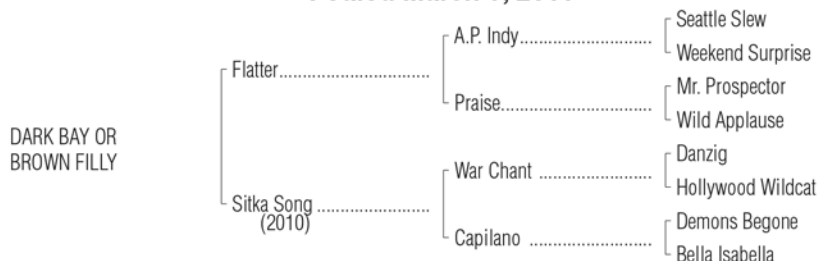 Seattle Slew
A.P. Indy..............................
Weekend Surprise
Flatter...................................
Mr. Prospector
Praise..................................
Wild Applause
DARK BAY OR
BROWN FILLY
Danzig
War Chant .........................
Hollywood Wildcat
Sitka Song ..........................
(2010)
Demons Begone
Capilano ...........................
Bella Isabella